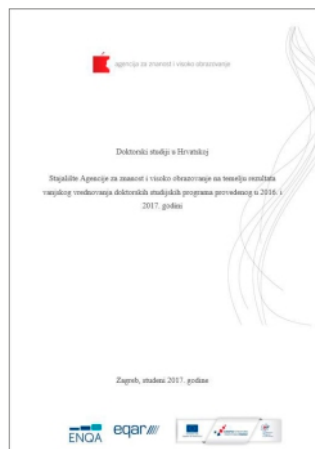 agencija za znanost i visoko obrazovanje
Doktorski studiji u Hrvatskoj
Stajalište Agencije za znanost i visoko obrazovanje na temelju rezultata
vanjskog vrednovanja doktorskih studijskih programa provedenog u 2016. i
2017. godini
Zagreb, studeni 2017. godine
ENQA
eqar